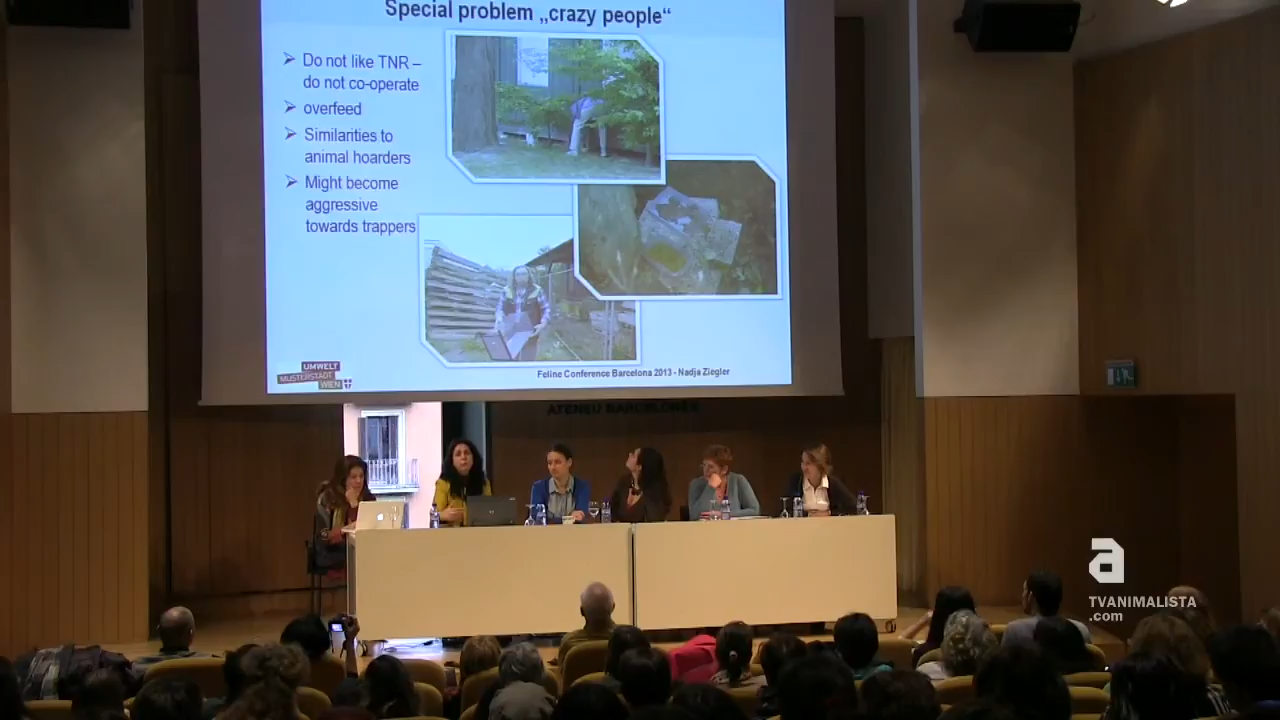 Special problem „crazy people“
Do not like TNR –
do not co-operate
overfeed
Similarities to
animal hoarders
Might become
aggressive
towards trappers
UMWELT
MUSTERSTADT
WIEN
Feline Conference Barcelona 2013 - Nadja Ziegler
ATENEU BARCELONÈS
a
TVANIMALISTA
.com